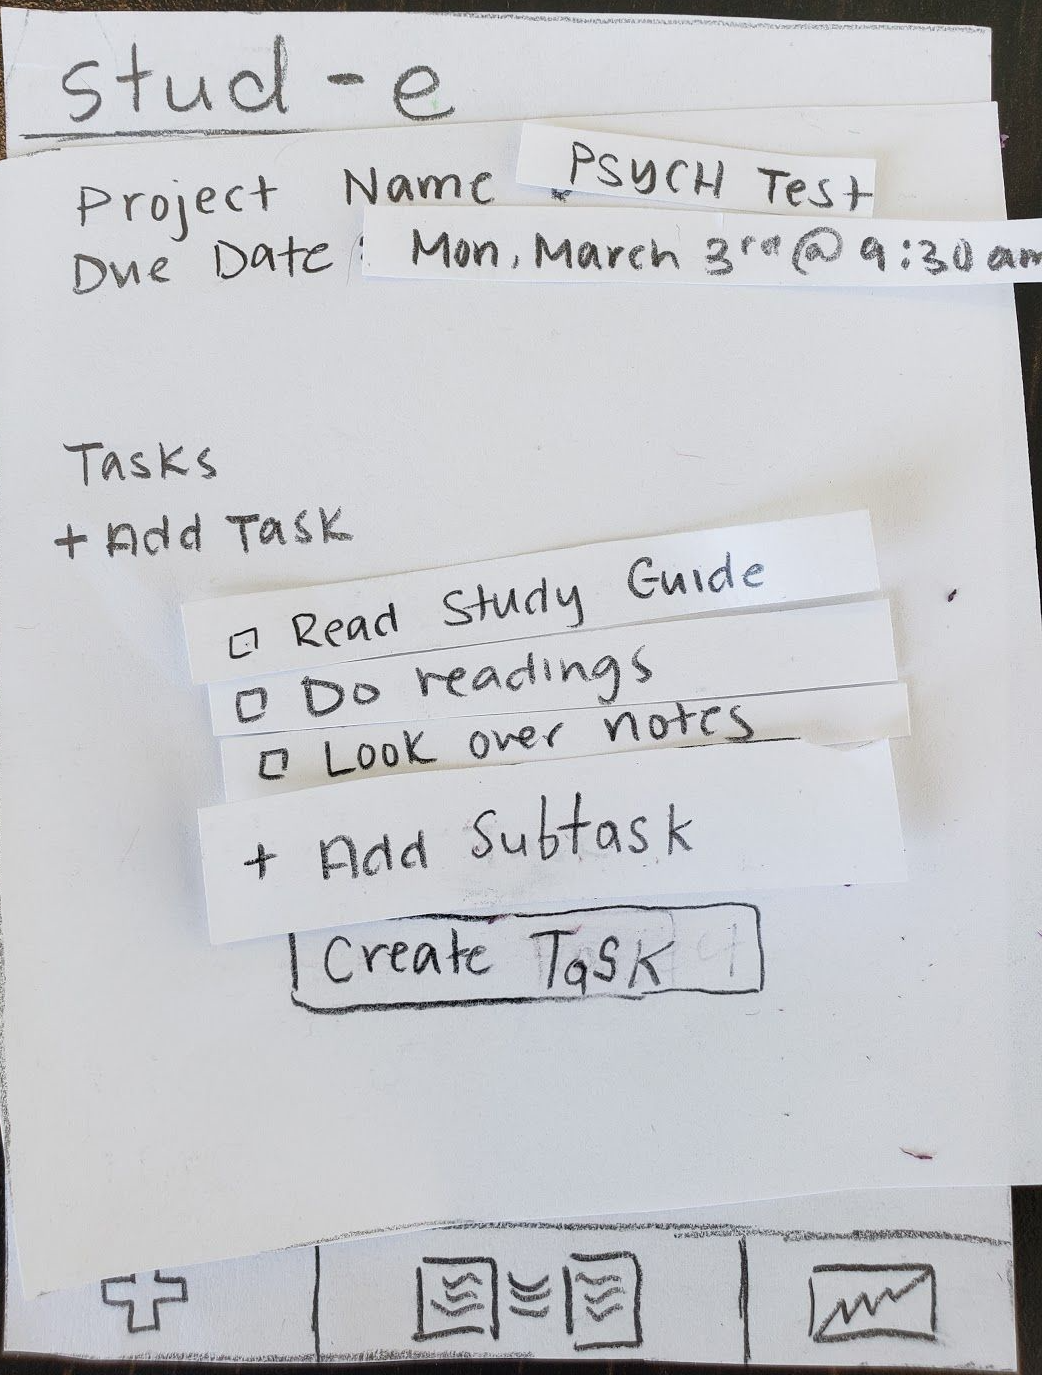 stud-e
Project Name : PSYCH Test
Due Date : Mon, March 3rd @ 9:30 am
Tasks
+ Add Task
Read Study Guide
Do readings
Look over notes
+ Add Subtask
Create Task